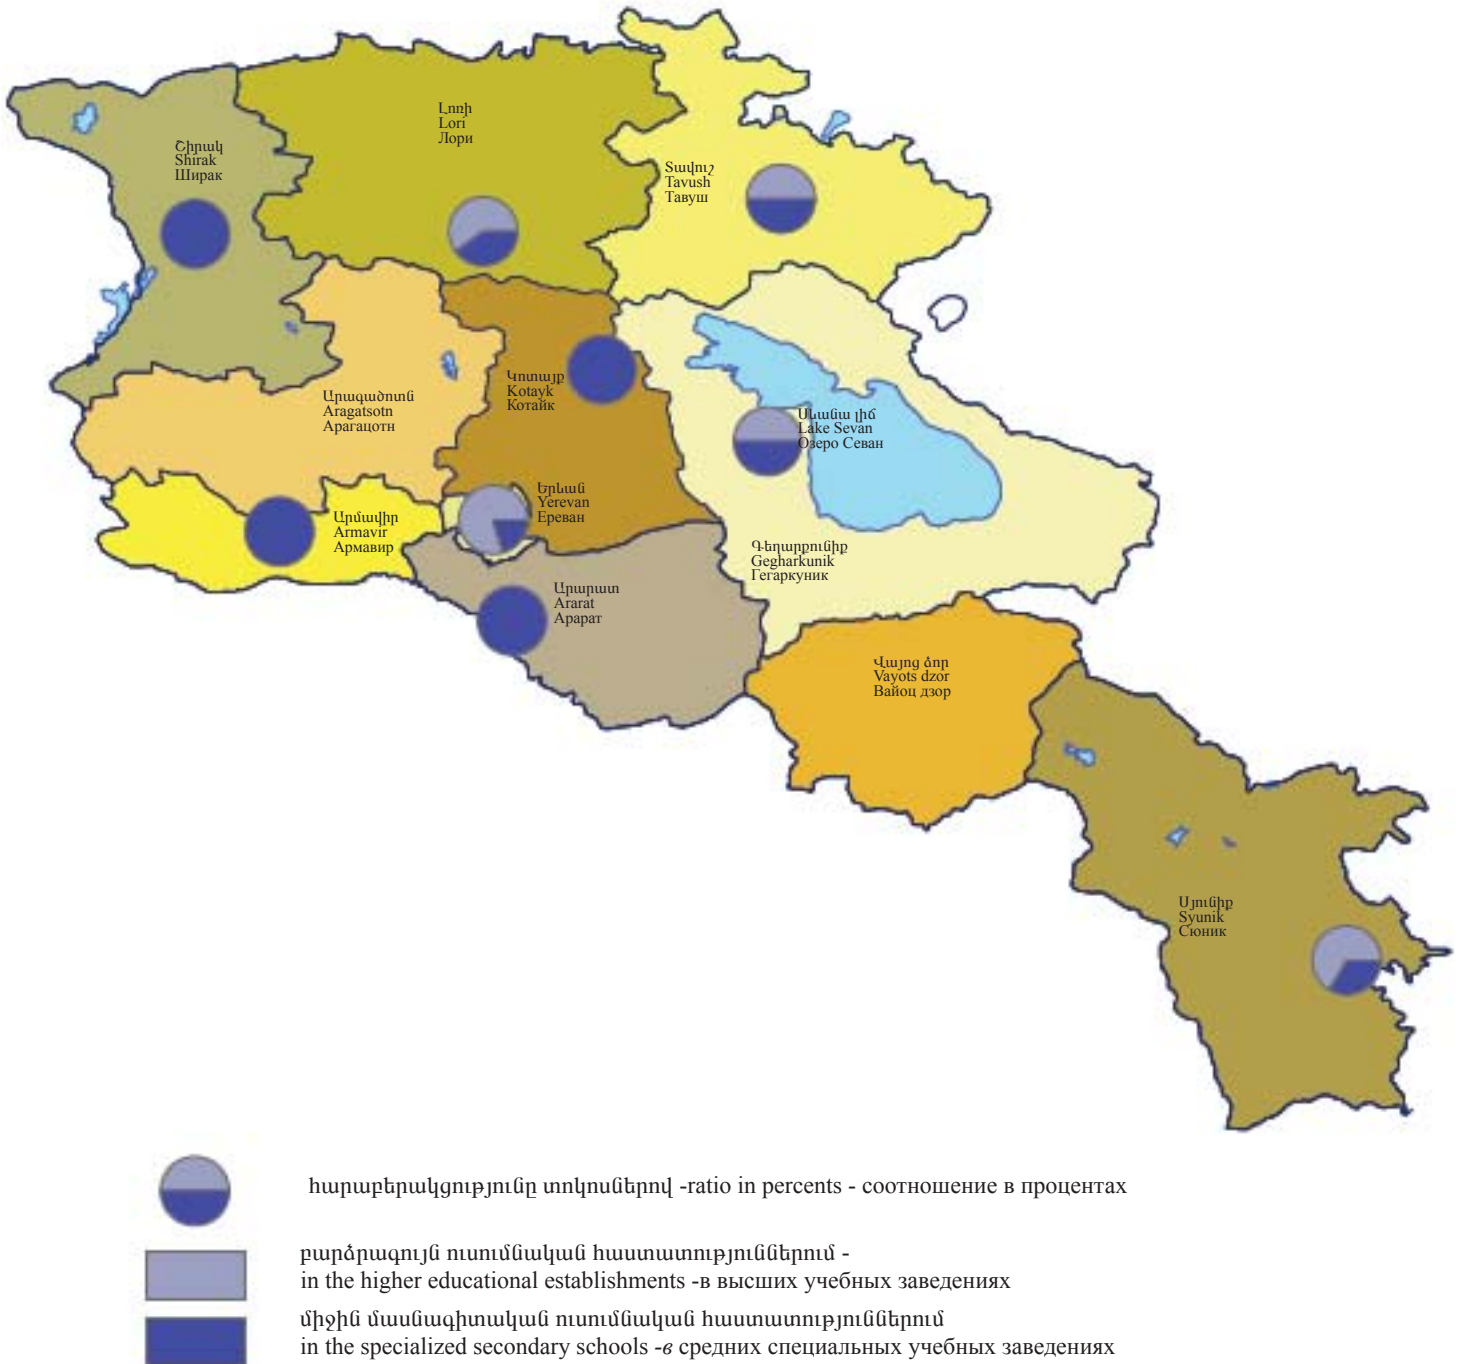 Լոռի
Lori
Лори
Շիրակ
Shirak
Ширак
Տավուշ
Tavush
Тавуш
Արագածոտն
Aragatsotn
Арагацотн
Կոտայք
Kotayk
Котайк
Սևանա լիճ
Lake Sevan
Озеро Севан
Երևան
Yerevan
Ереван
Արմավիր
Armavir
Армавир
Գեղարքունիք
Gegharkunik
Гегаркуник
Արարատ
Ararat
Арарат
Վայոց ձոր
Vayots dzor
Вайоц дзор
Սյունիք
Syunik
Сюник
հարաբերակցությունը տոկոսներով -ratio in percents - соотношение в процентах
բարձրագույն ուսումնական հաստատություններում -
in the higher educational establishments -в высших учебных заведениях
միջին մասնագիտական ուսումնական հաստատություններում
in the specialized secondary schools -в средних специальных учебных заведениях